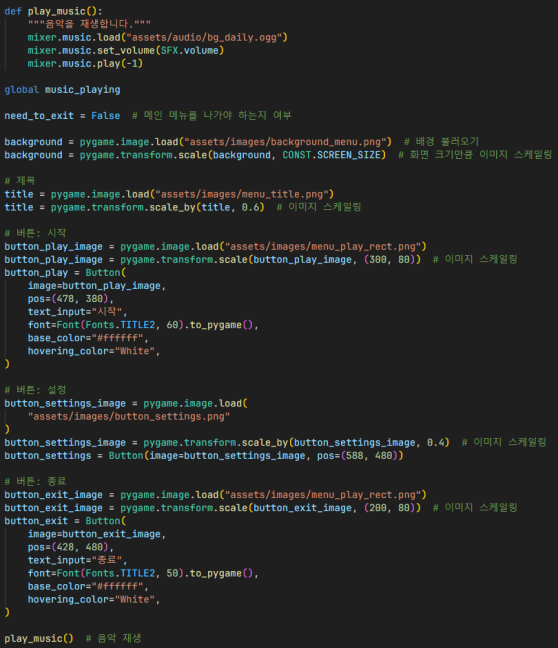 def play_music():
    """음악을 재생합니다."""
    mixer.music.load("assets/audio/bg_daily.ogg")
    mixer.music.set_volume(SFX.volume)
    mixer.music.play(-1)

global music_playing

need_to_exit = False  # 메인 메뉴를 나가야 하는지 여부

background = pygame.image.load("assets/images/background_menu.png")  # 배경 불러오기
background = pygame.transform.scale(background, CONST.SCREEN_SIZE)  # 화면 크기만큼 이미지 스케일링

# 제목
title = pygame.image.load("assets/images/menu_title.png")
title = pygame.transform.scale_by(title, 0.6)  # 이미지 스케일링

# 버튼: 시작
button_play_image = pygame.image.load("assets/images/menu_play_rect.png")
button_play_image = pygame.transform.scale(button_play_image, (300, 80))  # 이미지 스케일링
button_play = Button(
    image=button_play_image,
    pos=(478, 380),
    text_input="시작",
    font=Font(Fonts.TITLE2, 60).to_pygame(),
    base_color="#ffffff",
    hovering_color="White",
)

# 버튼: 설정
button_settings_image = pygame.image.load(
    "assets/images/button_settings.png"
)
button_settings_image = pygame.transform.scale_by(button_settings_image, 0.4)  # 이미지 스케일링
button_settings = Button(image=button_settings_image, pos=(588, 480))

# 버튼: 종료
button_exit_image = pygame.image.load("assets/images/menu_play_rect.png")
button_exit_image = pygame.transform.scale(button_exit_image, (200, 80))  # 이미지 스케일링
button_exit = Button(
    image=button_exit_image,
    pos=(428, 480),
    text_input="종료",
    font=Font(Fonts.TITLE2, 50).to_pygame(),
    base_color="#ffffff",
    hovering_color="White",
)

play_music()  # 음악 재생